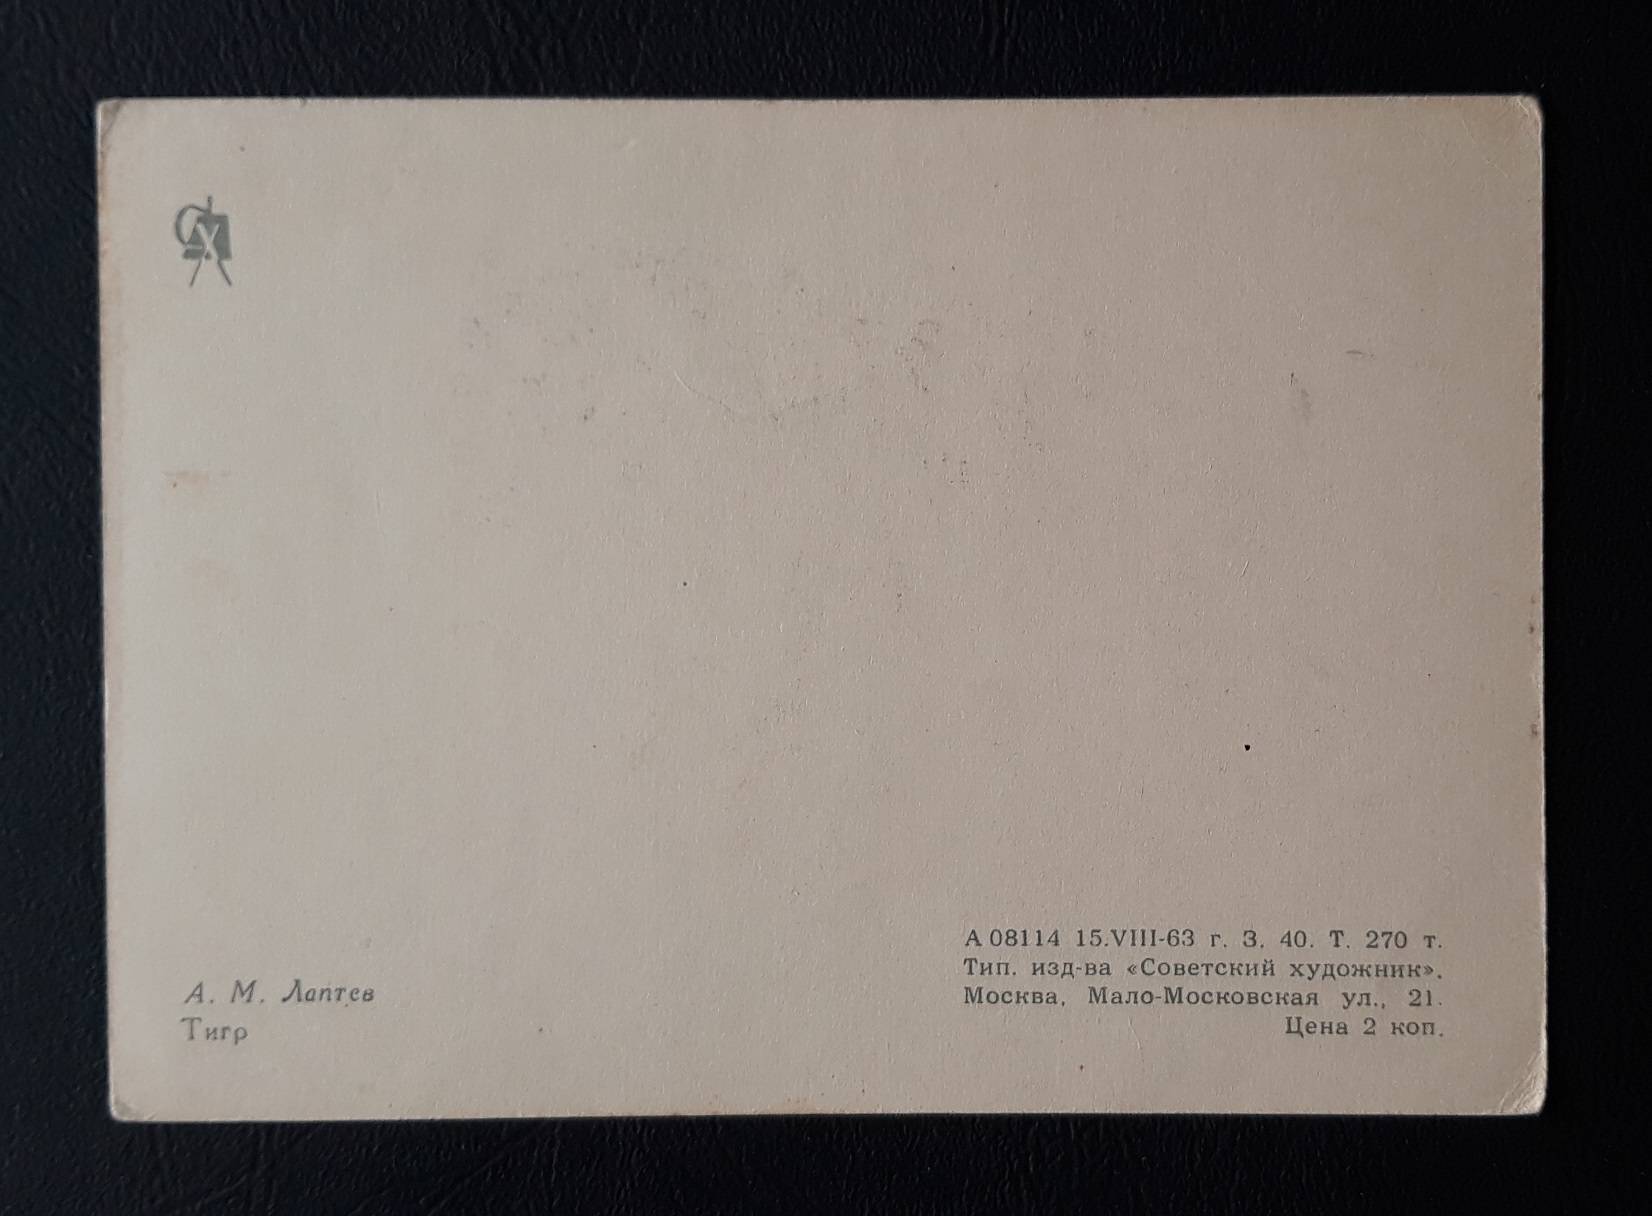 СХ
А. М. Лаптев
Тигр
А 08114 15.VIII-63 г. З. 40. Т. 270 т.
Тип. изд-ва «Советский художник».
Москва, Мало-Московская ул., 21.
Цена 2 коп.